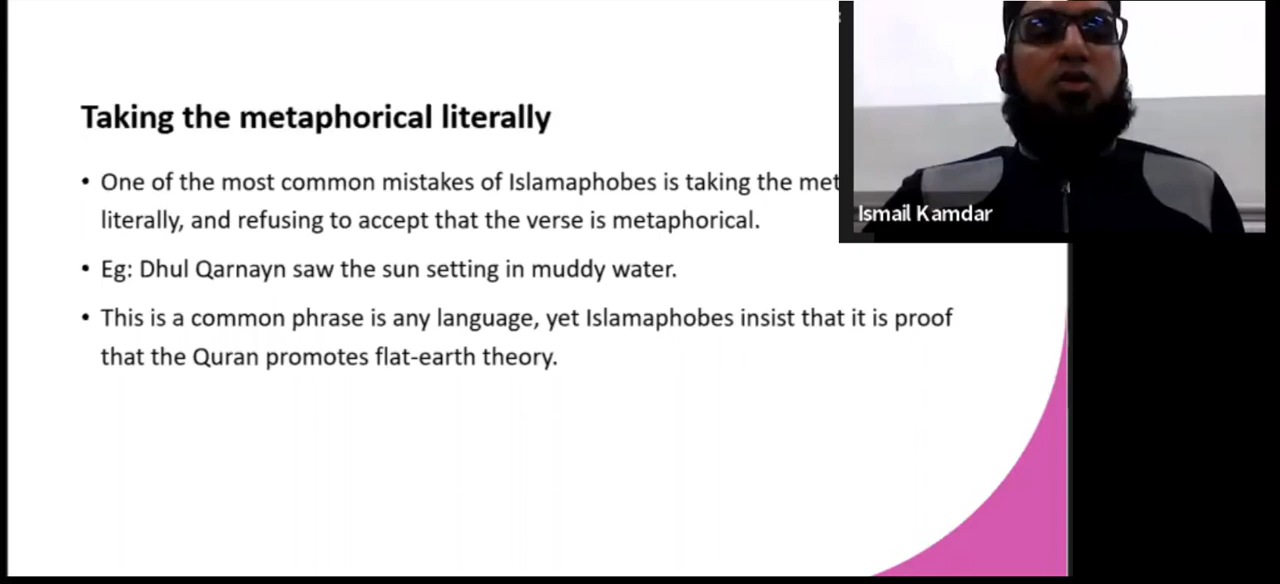 Taking the metaphorical literally
• One of the most common mistakes of Islamaphobes is taking the met
literally, and refusing to accept that the verse is metaphorical.
• Eg: Dhul Qarnayn saw the sun setting in muddy water.
• This is a common phrase is any language, yet Islamaphobes insist that it is proof
that the Quran promotes flat-earth theory.
Ismail Kamdar